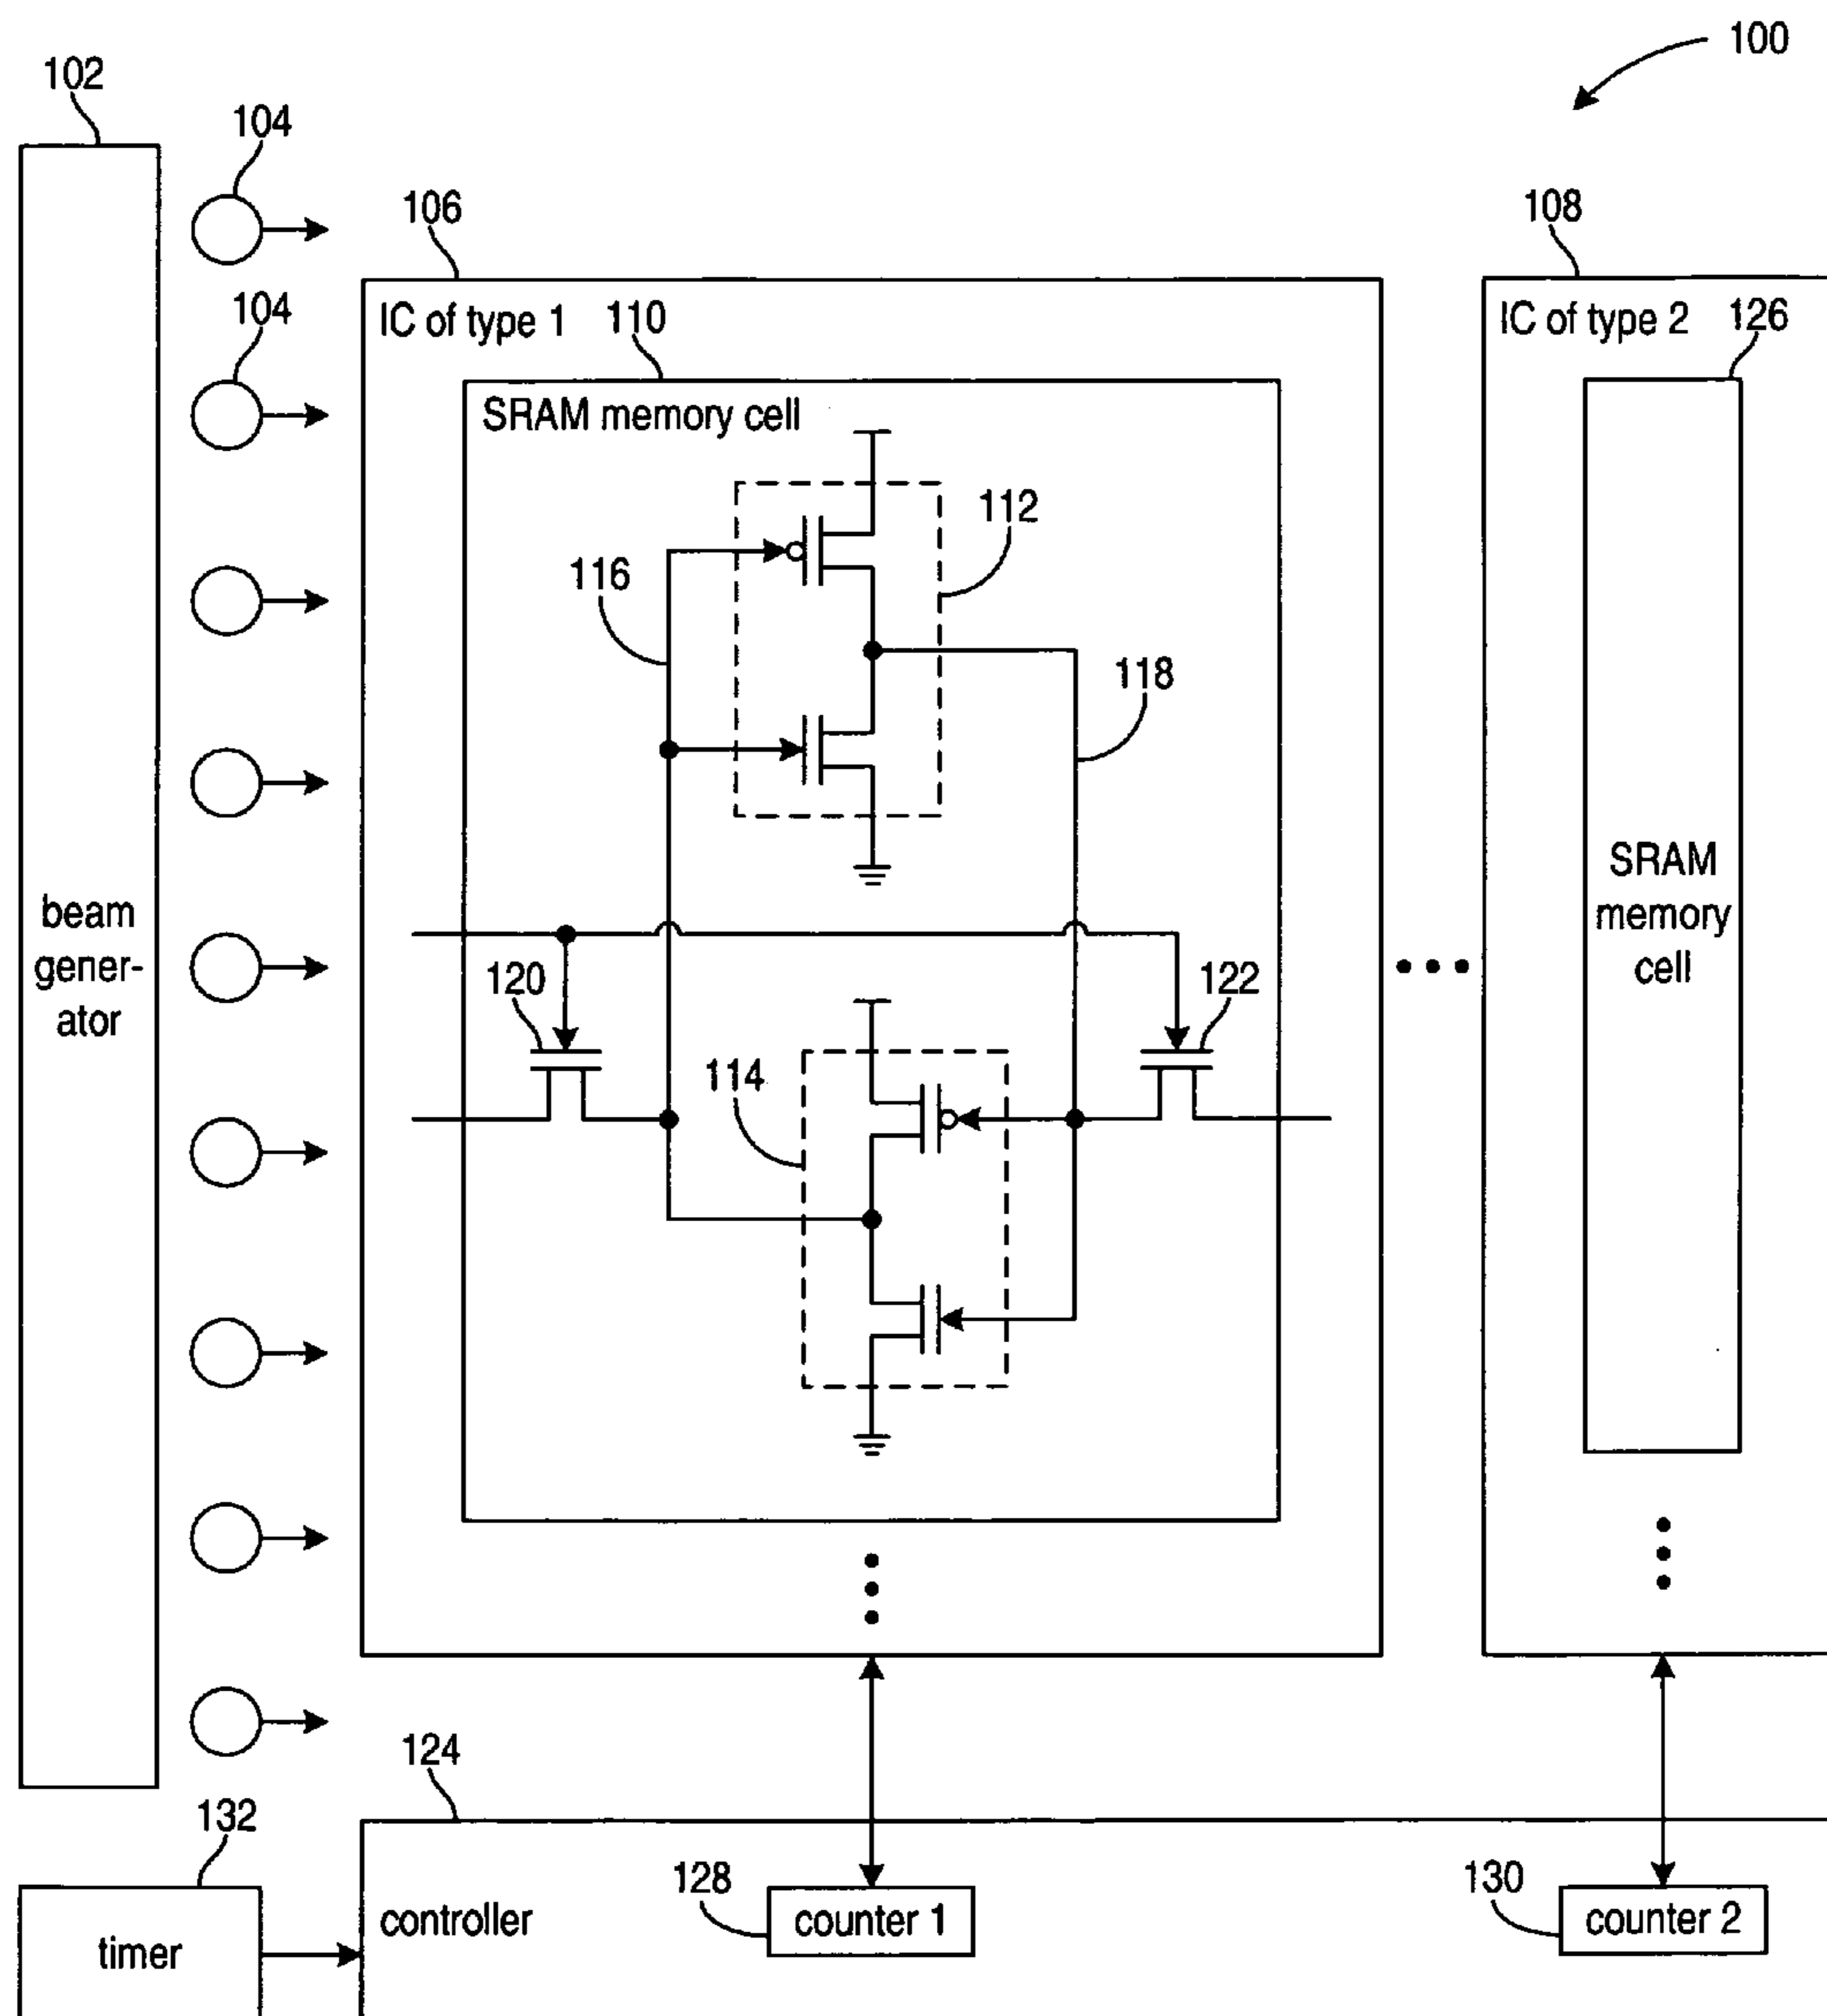 100
102
104
106
108
104
IC of type 1
110
IC of type 2
126
SRAM memory cell
112
116
118
SRAM
memory
cell
beam
gener-
ator
120
122
114
124
132
128
130
controller
counter 1
counter 2
timer